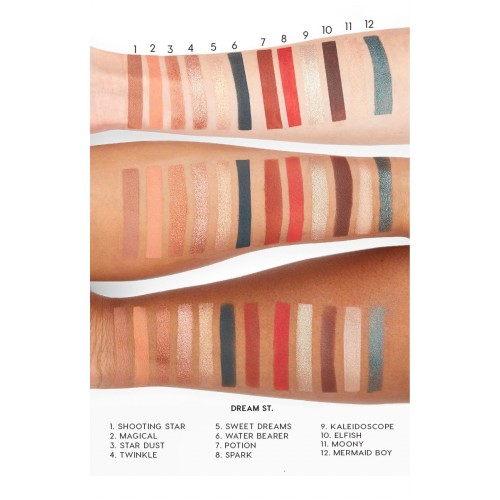 1 2 3 4 5 6 7 8 9 10 11 12
DREAM ST.
1. SHOOTING STAR
2. MAGICAL
3. STAR DUST
4. TWINKLE
5. SWEET DREAMS
6. WATER BEARER
7. POTION
8. SPARK
9. KALEIDOSCOPE
10. ELFISH
11. MOONY
12. MERMAID BOY